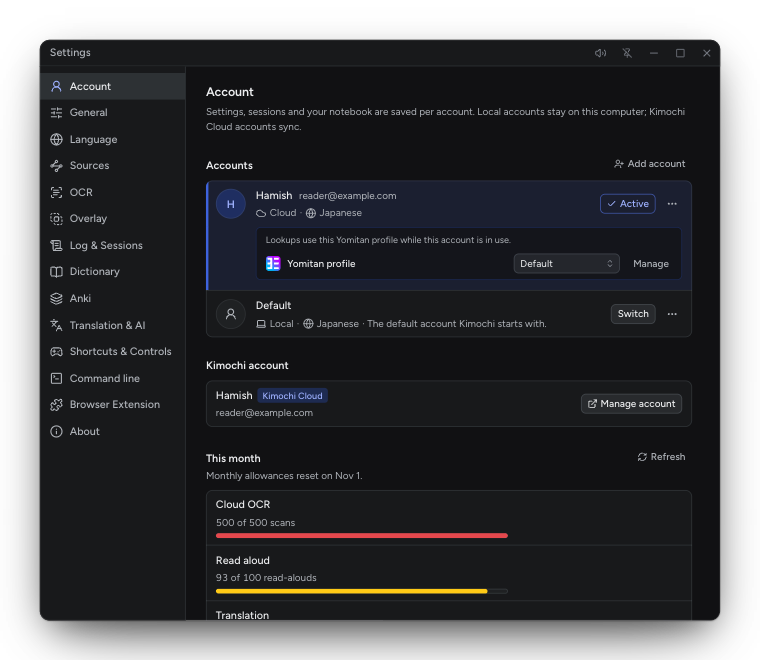 Settings
Account
General
Language
Sources
OCR
Overlay
Log & Sessions
Dictionary
Anki
Translation & AI
Shortcuts & Controls
Command line
Browser Extension
About
Account
Settings, sessions and your notebook are saved per account. Local accounts stay on this computer; Kimochi
Cloud accounts sync.
Accounts
Add account
H
Hamish reader@example.com
Active
Cloud · Japanese
Lookups use this Yomitan profile while this account is in use.
Yomitan profile
Default
Manage
Default
Local · Japanese · The default account Kimochi starts with.
Switch
Kimochi account
Hamish Kimochi Cloud
reader@example.com
Manage account
This month
Refresh
Monthly allowances reset on Nov 1.
Cloud OCR
500 of 500 scans
Read aloud
93 of 100 read-alouds
Translation